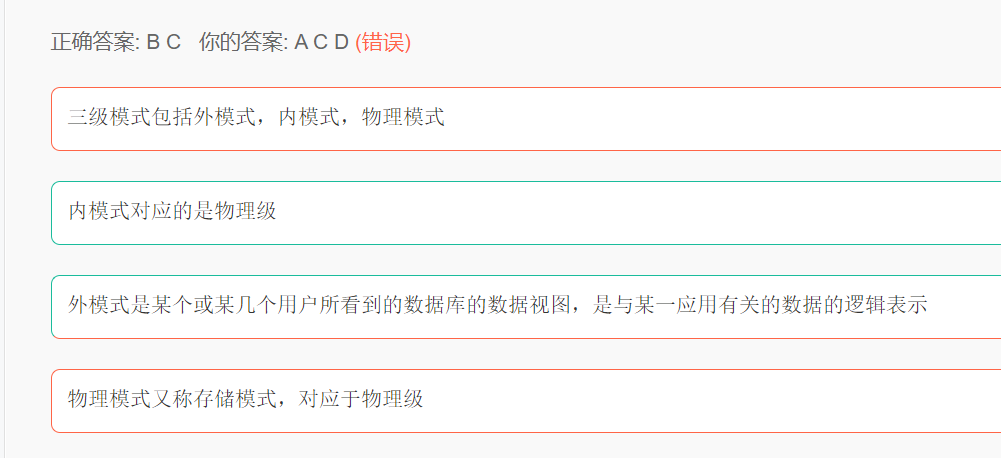 正确答案: B C 你的答案: A C D (错误)
三级模式包括外模式，内模式，物理模式
内模式对应的是物理级
外模式是某个或某几个用户所看到的数据库的数据视图，是与某一应用有关的数据的逻辑表示
物理模式又称存储模式，对应于物理级